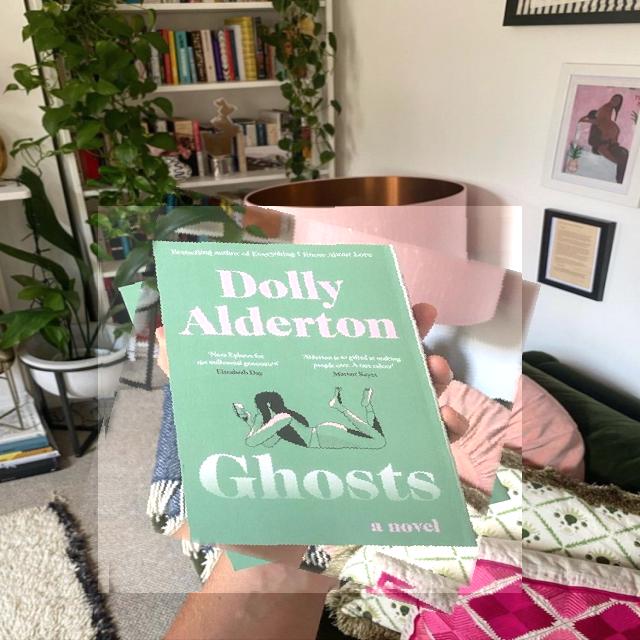 Bestselling author of Everything I Know About Love
Dolly
Alderton
'Nora Ephron for
the millennial generation'
Elizabeth Day
'Alderton is so gifted at making
people care. A rare talent'
Marian Keyes
Ghosts
a novel